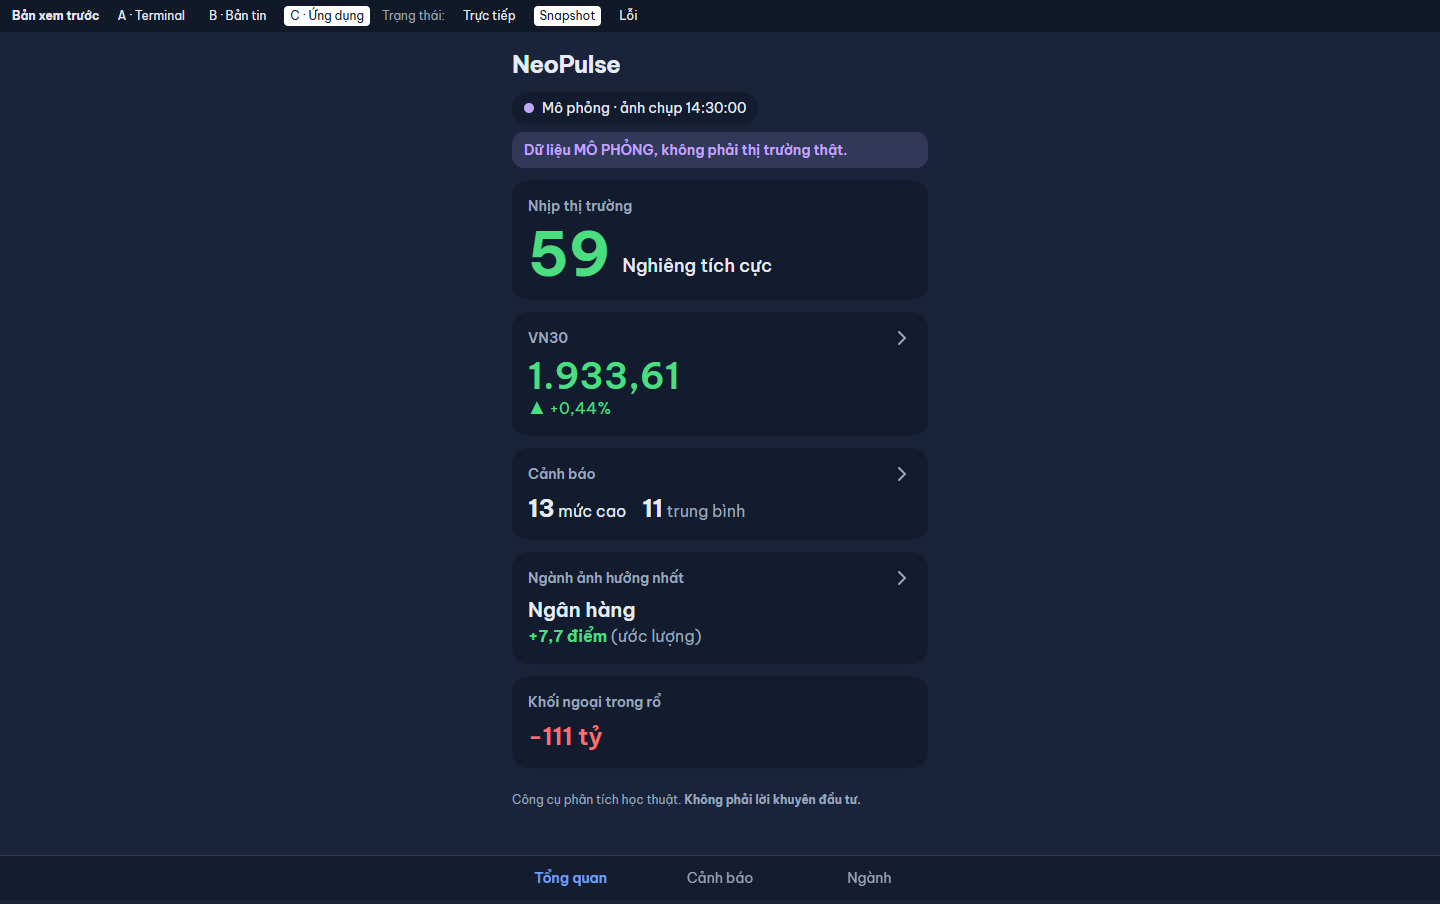 Bản xem trước A · Terminal B · Bản tin C · Ứng dụng Trạng thái: Trực tiếp Snapshot Lỗi
NeoPulse
Mô phỏng · ảnh chụp 14:30:00
Dữ liệu MÔ PHỎNG, không phải thị trường thật.
Nhịp thị trường
59 Nghiêng tích cực
VN30
1.933,61
▲ +0,44%
Cảnh báo
13 mức cao 11 trung bình
Ngành ảnh hưởng nhất
Ngân hàng
+7,7 điểm (ước lượng)
Khối ngoại trong rổ
−111 tỷ
Công cụ phân tích học thuật. Không phải lời khuyên đầu tư.
Tổng quan Cảnh báo Ngành